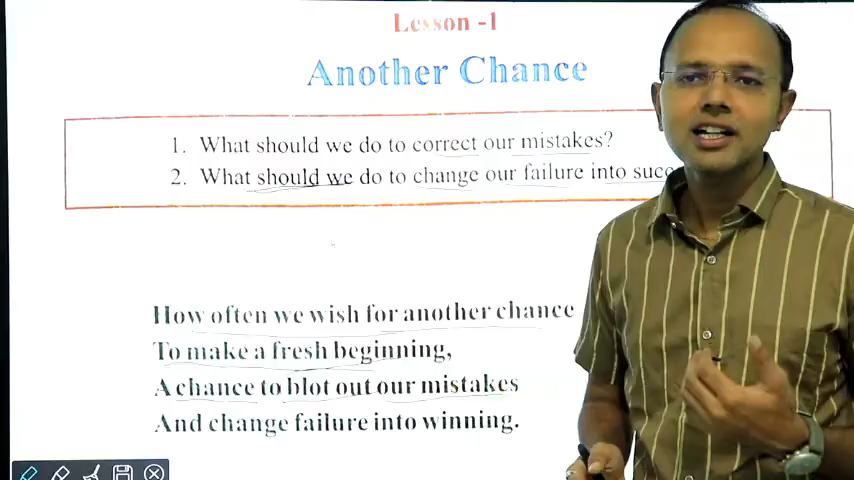 Lesson -1
Another Chance
1. What should we do to correct our mistakes?
2. What should we do to change our failure into
How often we wish for another chance
To make a fresh beginning,
A chance to blot out our mistakes
And change failure into winning.